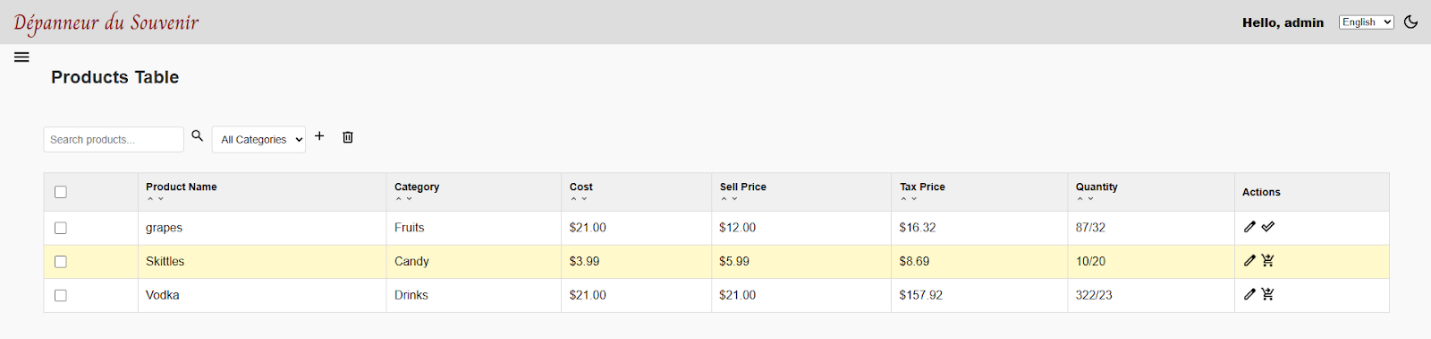 Dépanneur du Souvenir
Hello, admin
English
Products Table
Search products...
All Categories
Product Name Category Cost Sell Price Tax Price Quantity Actions
grapes Fruits $21.00 $12.00 $16.32 87/32
Skittles Candy $3.99 $5.99 $8.69 10/20
Vodka Drinks $21.00 $21.00 $157.92 322/23